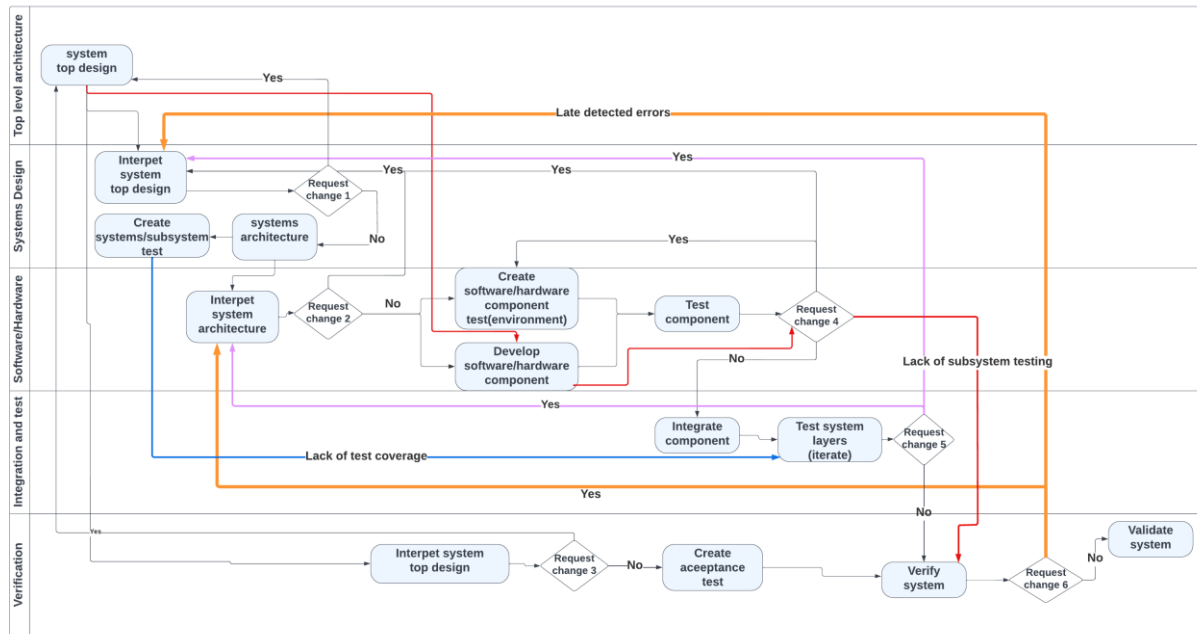 Top level architecture
system
top design
Yes
Late detected errors
Systems Design
Interpet
system
top design
Request
change 1
Yes
Yes
Yes
No
Create
systems/subsystem
test
systems
architecture
Yes
Software/Hardware
Interpet
system
architecture
Request
change 2
No
Create
software/hardware
component
test(environment)
Test
component
Request
change 4
Develop
software/hardware
component
No
Lack of subsystem testing
Integration and test
Yes
Integrate
component
Test system
layers
(iterate)
Request
change 5
Lack of test coverage
Yes
No
Verification
Yes
Interpet system
top design
Request
change 3
No
Create
aceeptance
test
Verify
system
Request
change 6
No
Validate
system